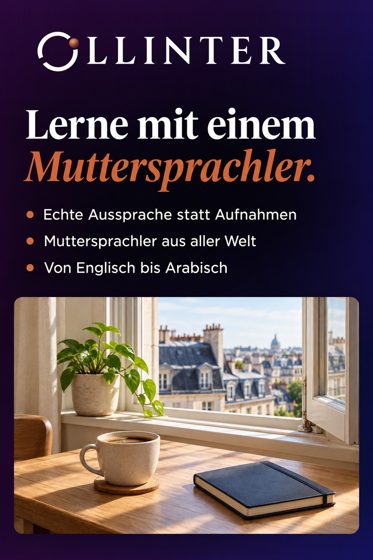 OLLINTER
Lerne mit einem
Muttersprachler.
Echte Aussprache statt Aufnahmen
Muttersprachler aus aller Welt
Von Englisch bis Arabisch